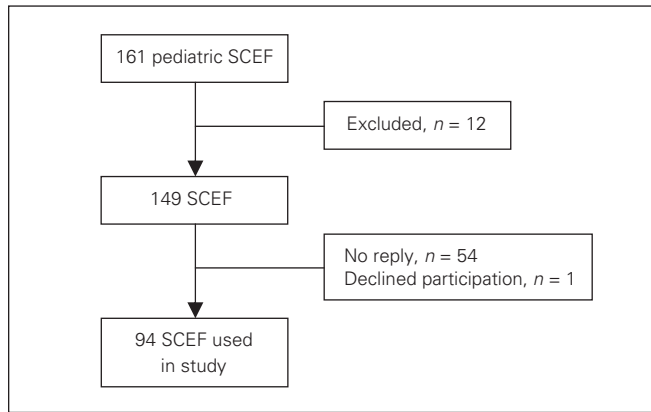 161 pediatric SCEF
Excluded, n = 12
149 SCEF
No reply, n = 54
Declined participation, n = 1
94 SCEF used
in study